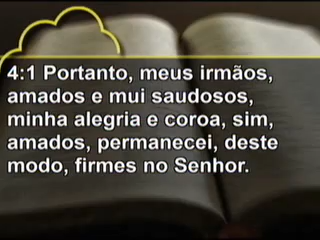 4:1 Portanto, meus irmãos,
amados e mui saudosos,
minha alegria e coroa, sim,
amados, permanecei, deste
modo, firmes no Senhor.